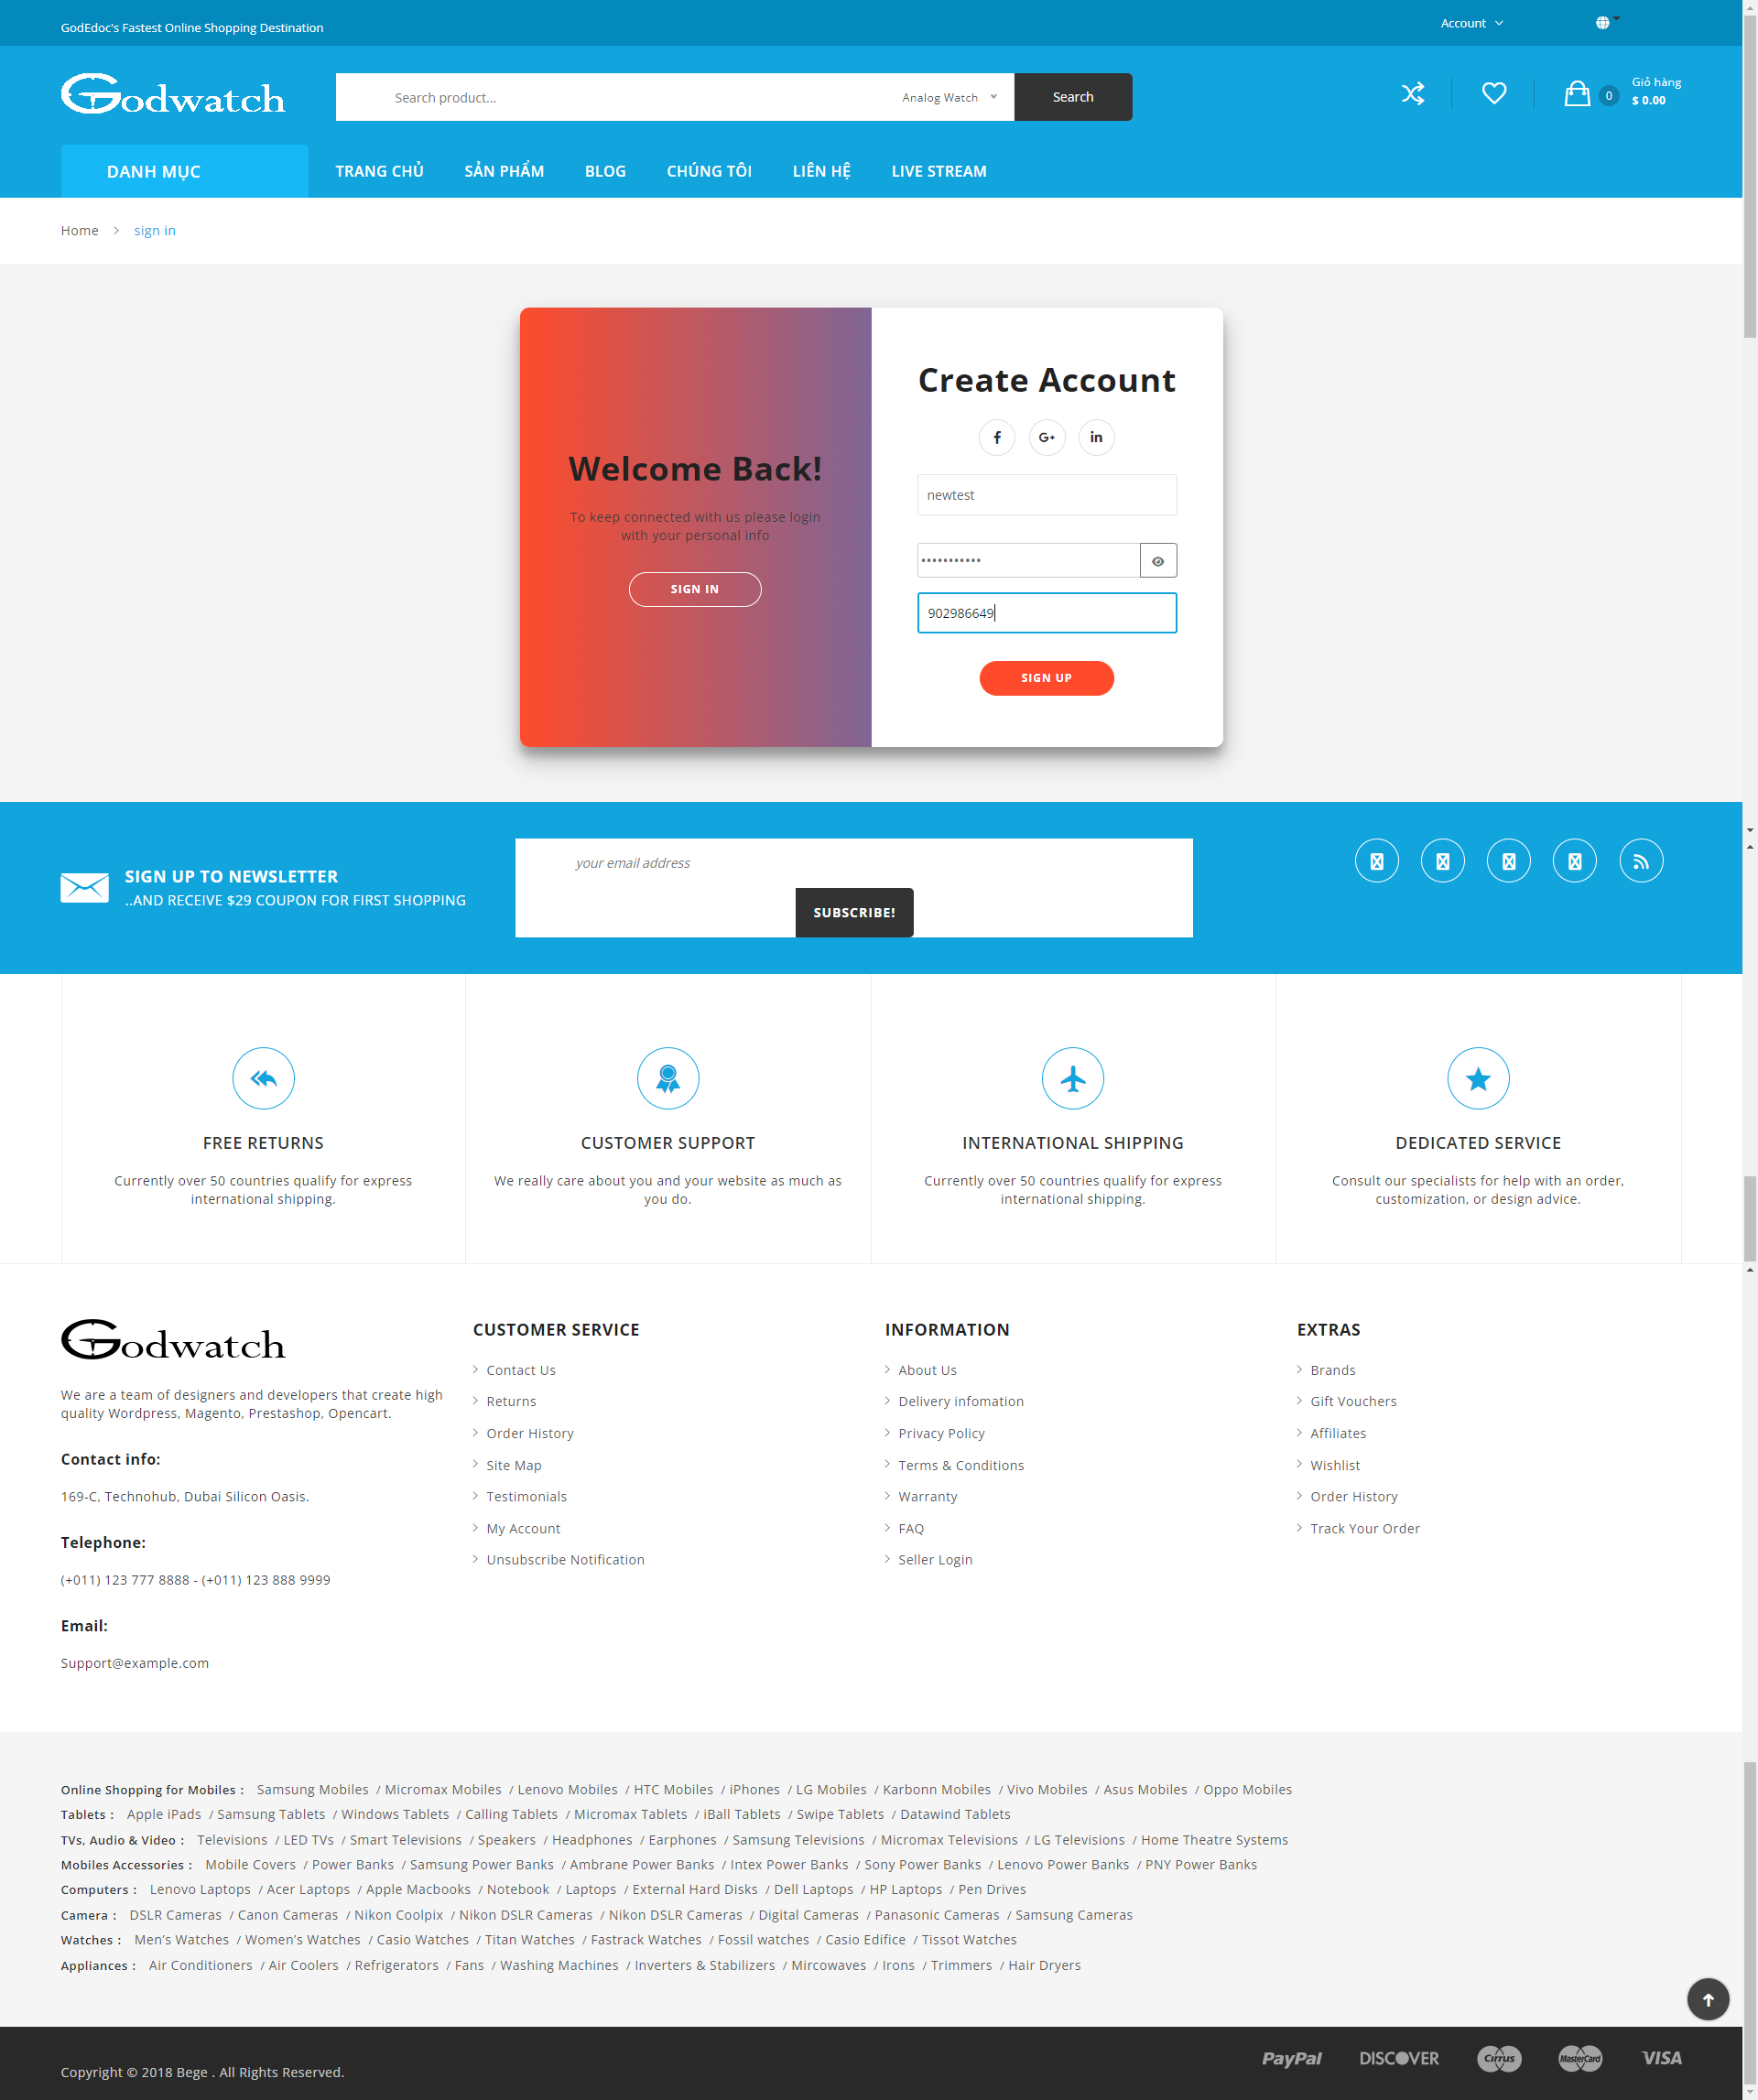 GodEdoc's Fastest Online Shopping Destination
Account
Godwatch
Search product...
Analog Watch
Search
0
Giỏ hàng
$ 0.00
DANH MỤC
TRANG CHỦ
SẢN PHẨM
BLOG
CHÚNG TÔI
LIÊN HỆ
LIVE STREAM
Home
sign in
Welcome Back!
To keep connected with us please login
with your personal info
SIGN IN
Create Account
newtest
902986649
SIGN UP
SIGN UP TO NEWSLETTER
..AND RECEIVE $29 COUPON FOR FIRST SHOPPING
your email address
SUBSCRIBE!
FREE RETURNS
Currently over 50 countries qualify for express
international shipping.
CUSTOMER SUPPORT
We really care about you and your website as much as
you do.
INTERNATIONAL SHIPPING
Currently over 50 countries qualify for express
international shipping.
DEDICATED SERVICE
Consult our specialists for help with an order,
customization, or design advice.
Godwatch
We are a team of designers and developers that create high
quality Wordpress, Magento, Prestashop, Opencart.
Contact info:
169-C, Technohub, Dubai Silicon Oasis.
Telephone:
(+011) 123 777 8888 - (+011) 123 888 9999
Email:
Support@example.com
CUSTOMER SERVICE
Contact Us
Returns
Order History
Site Map
Testimonials
My Account
Unsubscribe Notification
INFORMATION
About Us
Delivery infomation
Privacy Policy
Terms & Conditions
Warranty
FAQ
Seller Login
EXTRAS
Brands
Gift Vouchers
Affiliates
Wishlist
Order History
Track Your Order
Online Shopping for Mobiles : Samsung Mobiles / Micromax Mobiles / Lenovo Mobiles / HTC Mobiles / iPhones / LG Mobiles / Karbonn Mobiles / Vivo Mobiles / Asus Mobiles / Oppo Mobiles
Tablets : Apple iPads / Samsung Tablets / Windows Tablets / Calling Tablets / Micromax Tablets / iBall Tablets / Swipe Tablets / Datawind Tablets
TVs, Audio & Video : Televisions / LED TVs / Smart Televisions / Speakers / Headphones / Earphones / Samsung Televisions / Micromax Televisions / LG Televisions / Home Theatre Systems
Mobiles Accessories : Mobile Covers / Power Banks / Samsung Power Banks / Ambrane Power Banks / Intex Power Banks / Sony Power Banks / Lenovo Power Banks / PNY Power Banks
Computers : Lenovo Laptops / Acer Laptops / Apple Macbooks / Notebook / Laptops / External Hard Disks / Dell Laptops / HP Laptops / Pen Drives
Camera : DSLR Cameras / Canon Cameras / Nikon Coolpix / Nikon DSLR Cameras / Nikon DSLR Cameras / Digital Cameras / Panasonic Cameras / Samsung Cameras
Watches : Men's Watches / Women's Watches / Casio Watches / Titan Watches / Fastrack Watches / Fossil watches / Casio Edifice / Tissot Watches
Appliances : Air Conditioners / Air Coolers / Refrigerators / Fans / Washing Machines / Inverters & Stabilizers / Mircowaves / Irons / Trimmers / Hair Dryers
Copyright © 2018 Bege . All Rights Reserved.
PayPal
DISCOVER
Cirrus
MasterCard
VISA